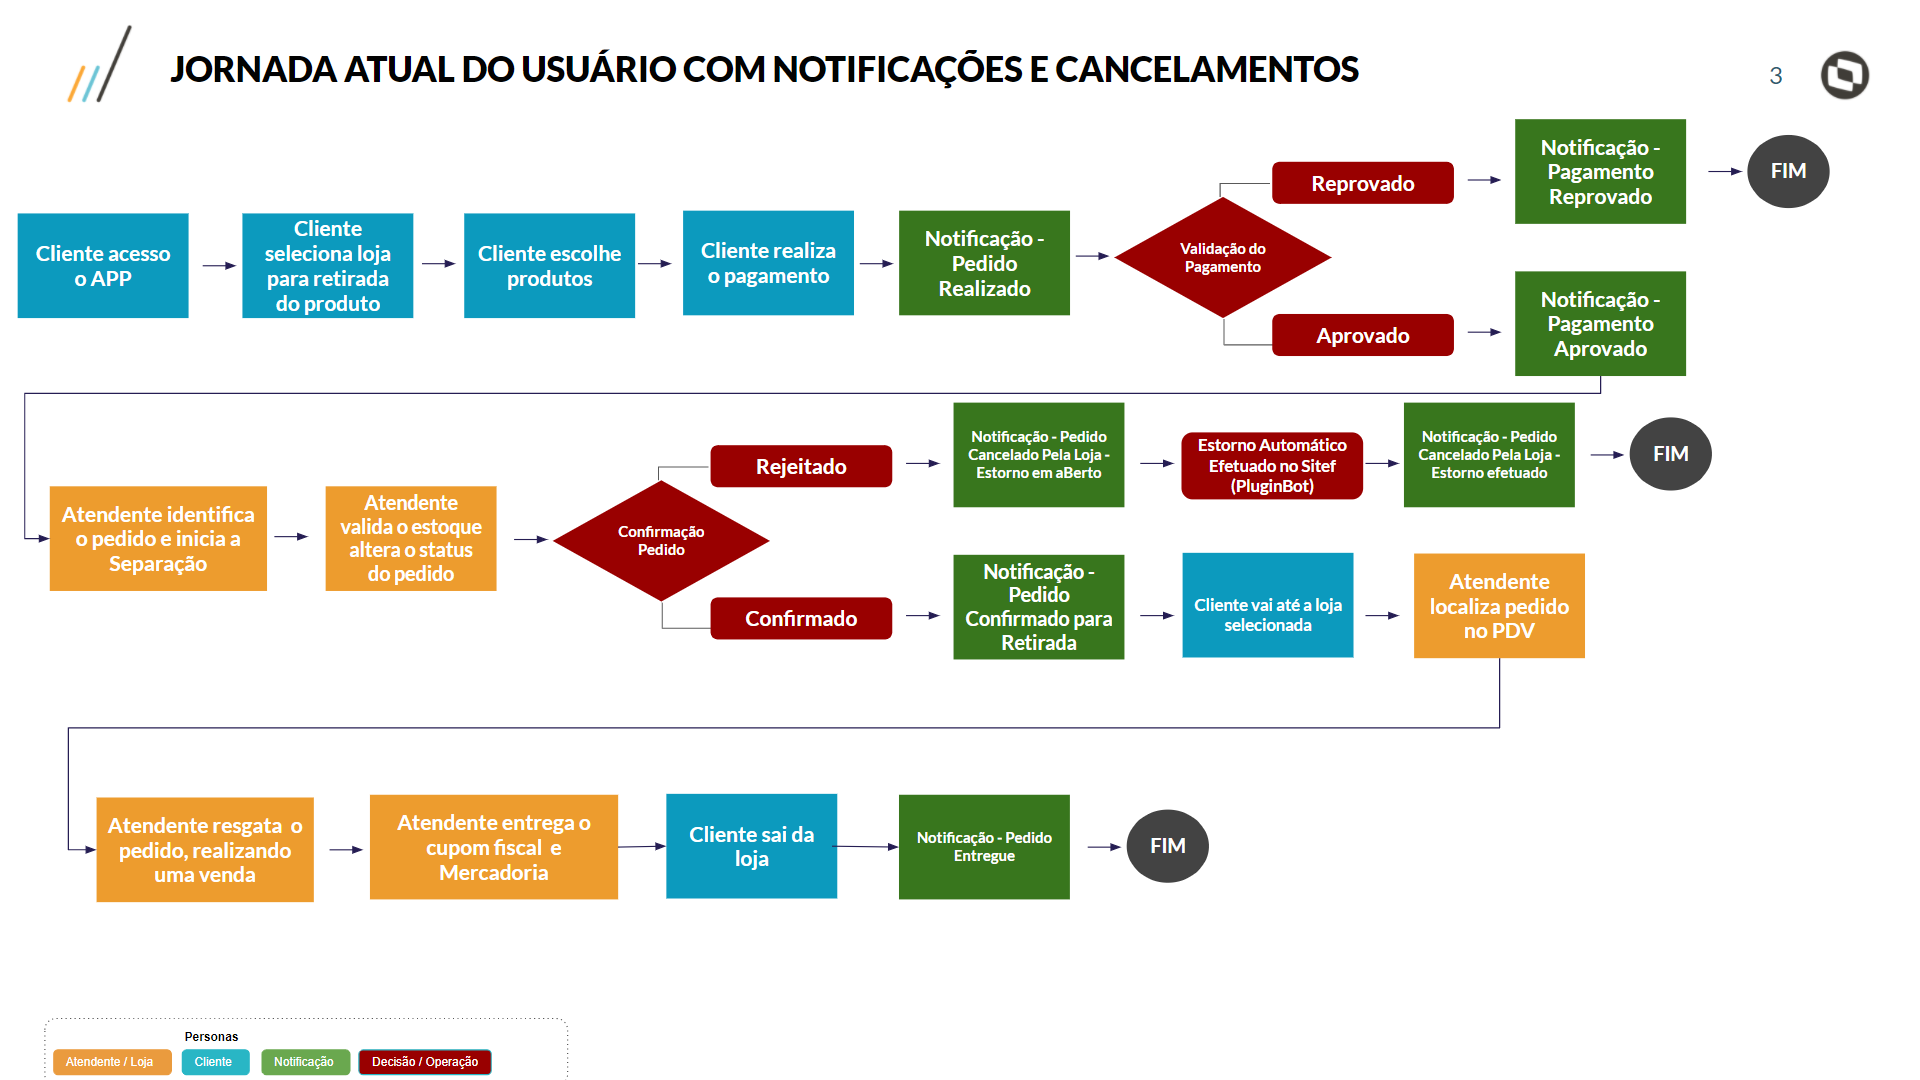 JORNADA ATUAL DO USUÁRIO COM NOTIFICAÇÕES E CANCELAMENTOS
3
Cliente acesso
o APP
Cliente
seleciona loja
para retirada
do produto
Cliente escolhe
produtos
Cliente realiza
o pagamento
Notificação -
Pedido
Realizado
Validação do
Pagamento
Reprovado
Notificação -
Pagamento
Reprovado
FIM
Aprovado
Notificação -
Pagamento
Aprovado
Atendente identifica
o pedido e inicia a
Separação
Atendente
valida o estoque
altera o status
do pedido
Confirmação
Pedido
Rejeitado
Notificação - Pedido
Cancelado Pela Loja -
Estorno em aBerto
Estorno Automático
Efetuado no Sitef
(PluginBot)
Notificação - Pedido
Cancelado Pela Loja -
Estorno efetuado
FIM
Confirmado
Notificação -
Pedido
Confirmado para
Retirada
Cliente vai até a loja
selecionada
Atendente
localiza pedido
no PDV
Atendente resgata o
pedido, realizando
uma venda
Atendente entrega o
cupom fiscal e
Mercadoria
Cliente sai da
loja
Notificação - Pedido
Entregue
FIM
Personas
Atendente / Loja
Cliente
Notificação
Decisão / Operação